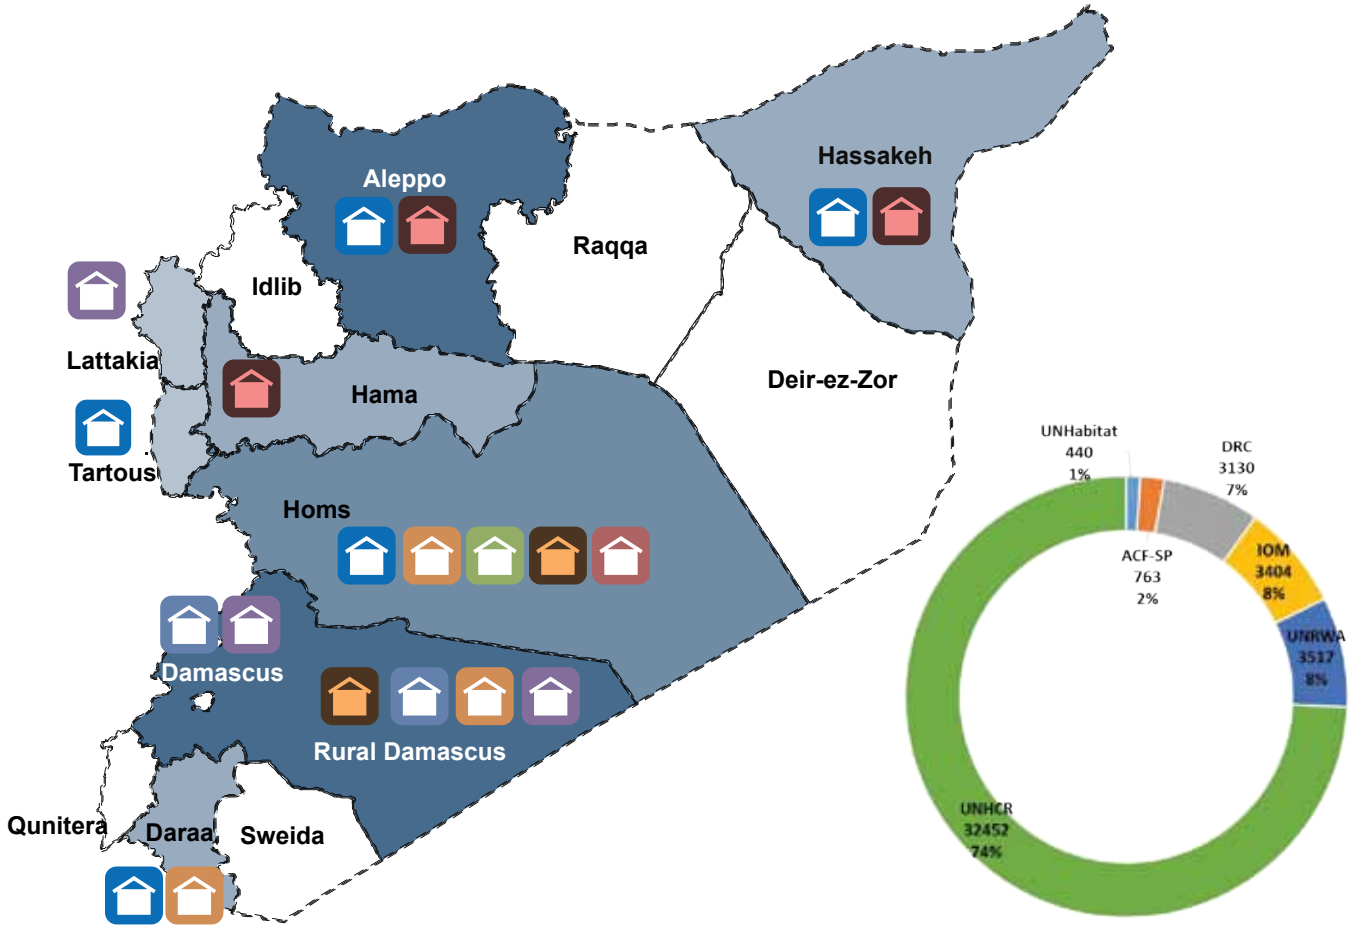 Hassakeh
Aleppo
Raqqa
Idlib
Lattakia
Hama
Deir-ez-Zor
Tartous
Homs
Damascus
Rural Damascus
Qunitera
Daraa
Sweida
UNHabitat
440
1%
DRC
3130
7%
ACF-SP
763
2%
IOM
3404
8%
UNRWA
3517
8%
UNHCR
32452
74%